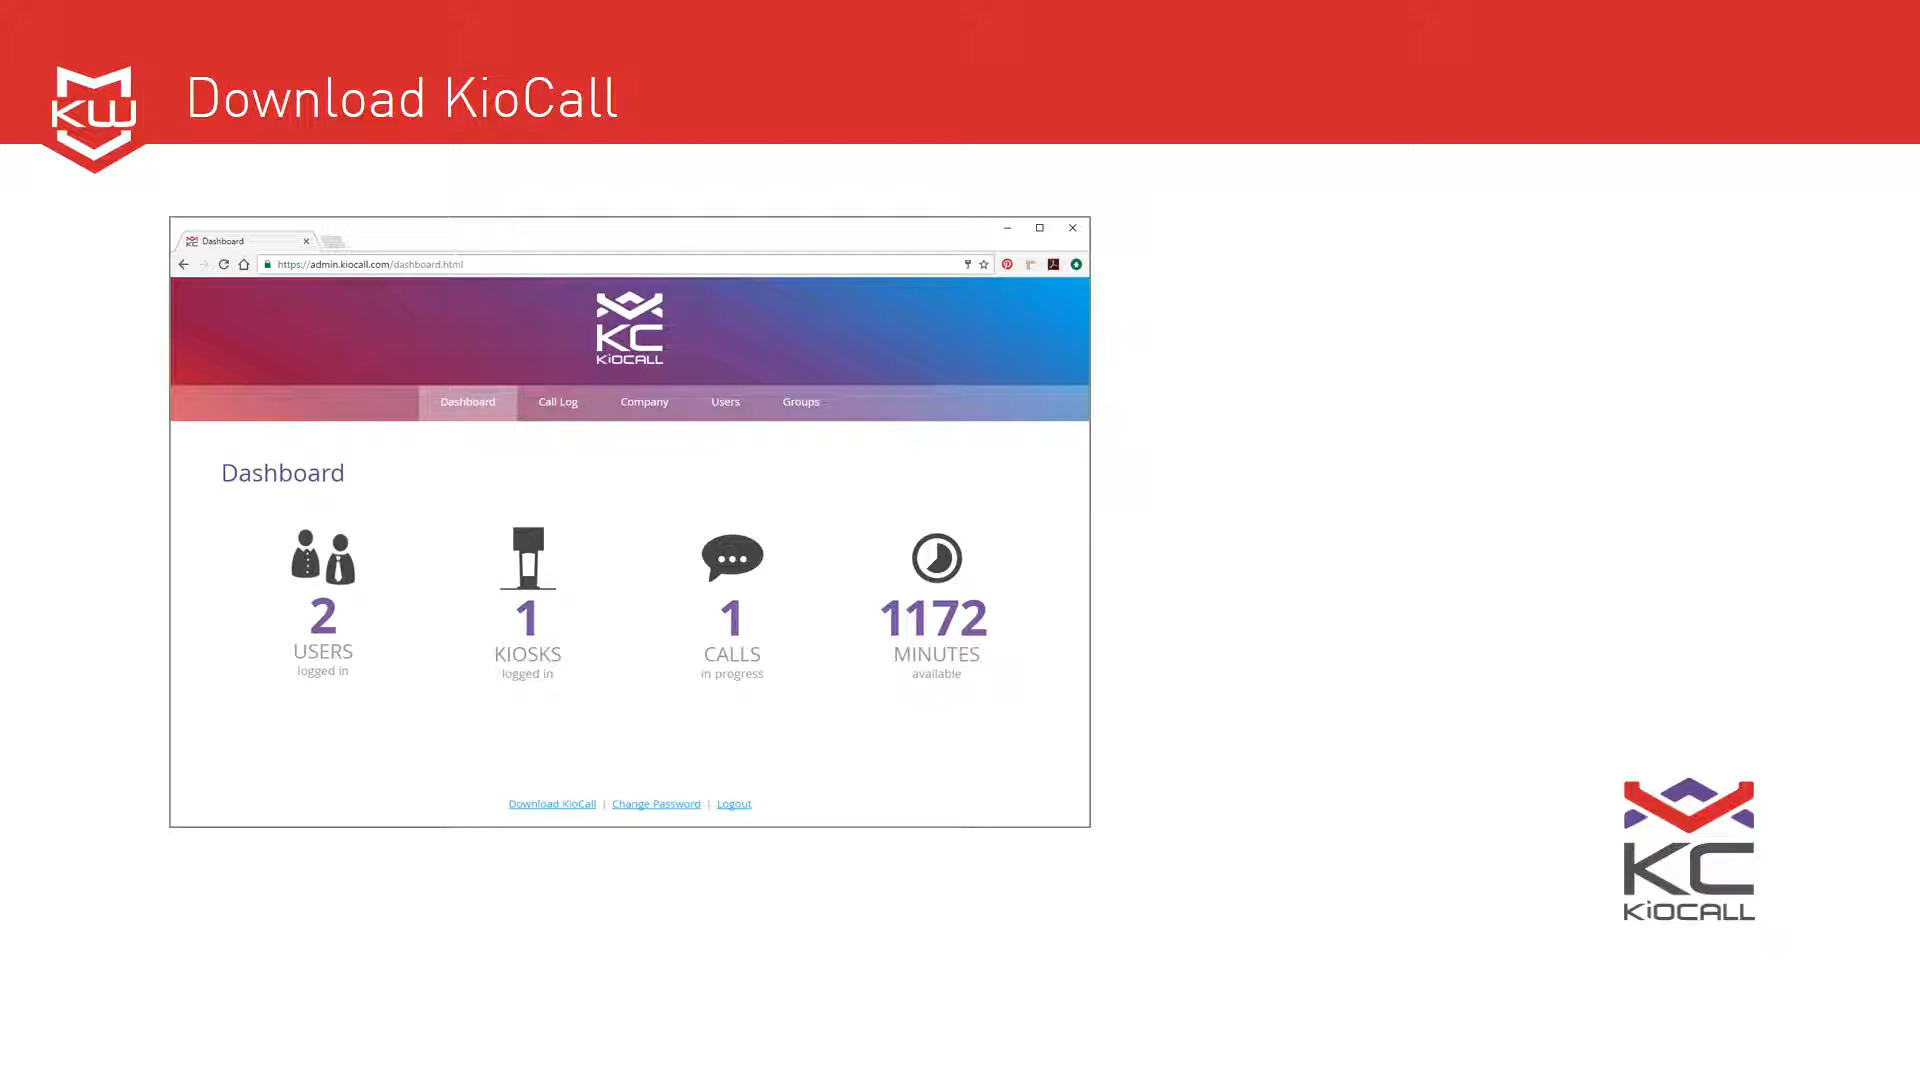 KW
Download KioCall
KC Dashboard
https://admin.kiocall.com/dashboard.html
KC
KiOCALL
Dashboard Call Log Company Users Groups
Dashboard
2 1 1 1172
USERS KIOSKS CALLS MINUTES
logged in logged in in progress available
Download KioCall | Change Password | Logout
KC
KiOCALL